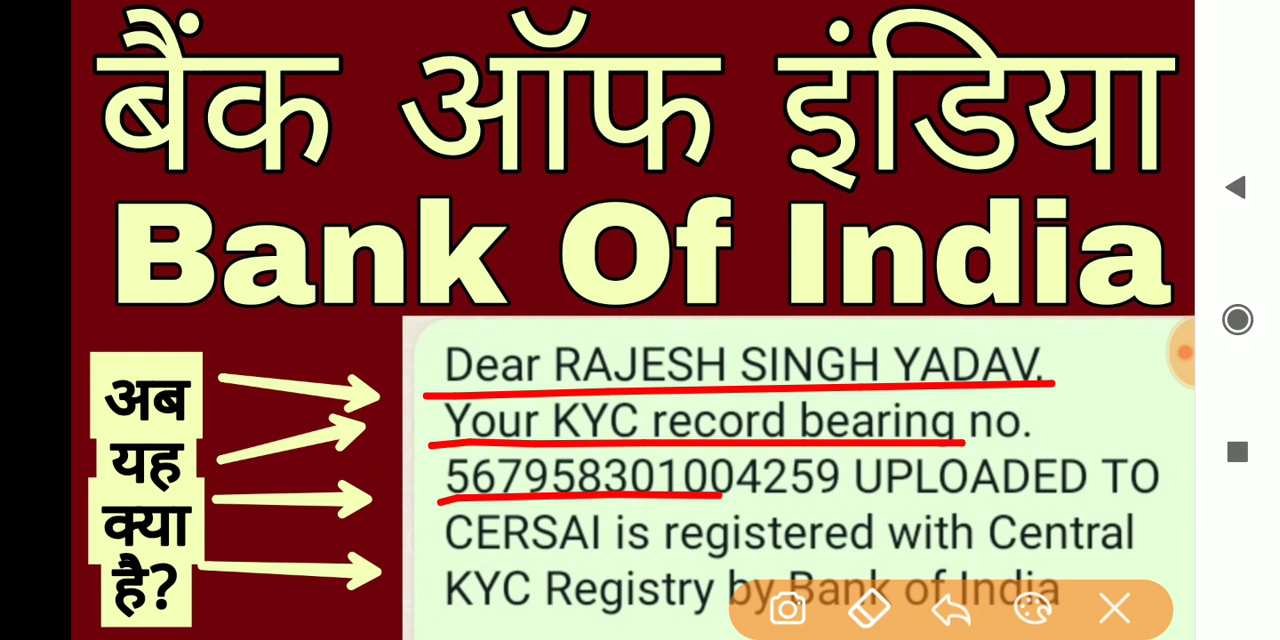 बैंक ऑफ इंडिया
Bank Of India
अब
यह
क्या
है?
Dear RAJESH SINGH YADAV.
Your KYC record bearing no.
567958301004259 UPLOADED TO
CERSAI is registered with Central
KYC Registry by Bank of India